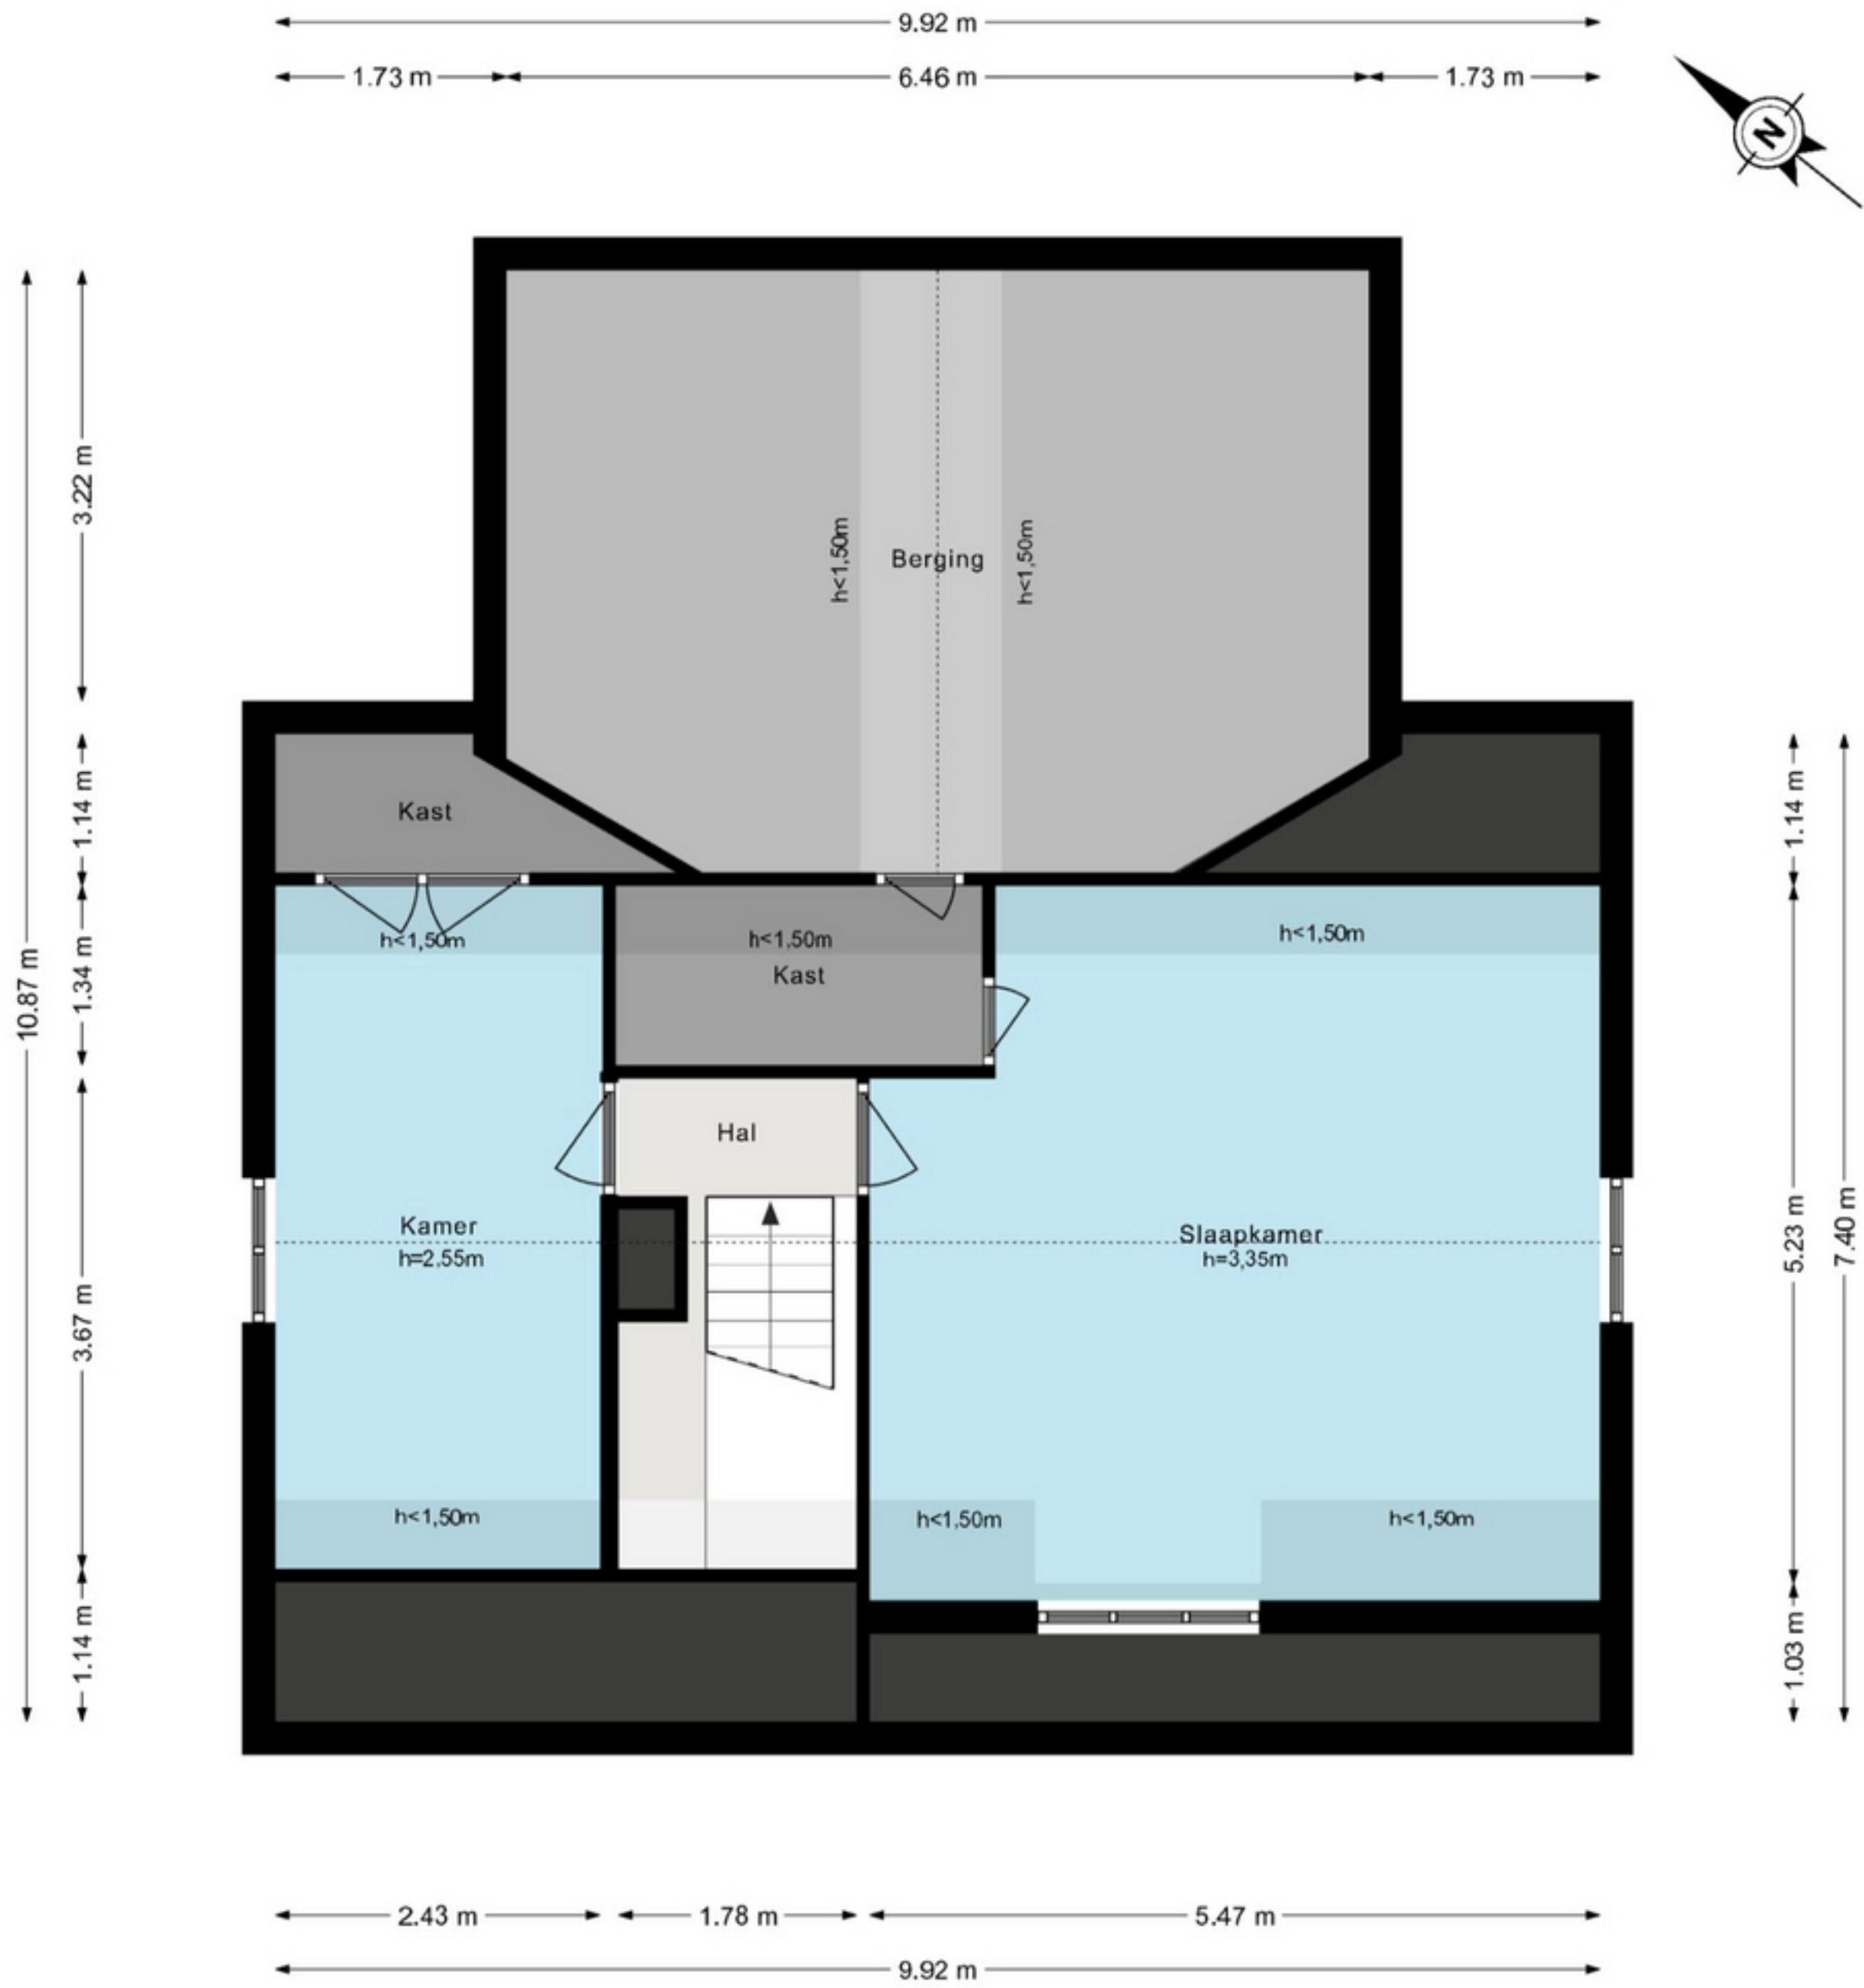 9.92 m
1.73 m
6.46 m
1.73 m
N
10.87 m
3.22 m
1.14 m
1.34 m
3.67 m
1.14 m
h<1,50m
Berging
h<1,50m
Kast
h<1,50m
h<1,50m
Kast
h<1,50m
Hal
Kamer
h=2,55m
Slaapkamer
h=3,35m
h<1,50m
h<1,50m
h<1,50m
1.14 m
5.23 m
1.03 m
7.40 m
2.43 m
1.78 m
5.47 m
9.92 m